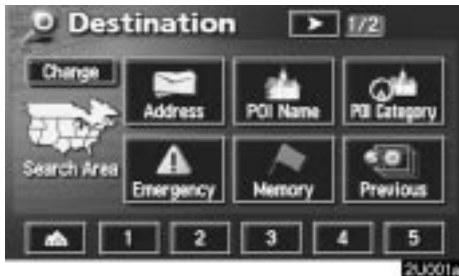 Destination 1/2
Change
Address POI Name POI Category
Search Area
Emergency Memory Previous
1 2 3 4 5
2U001a